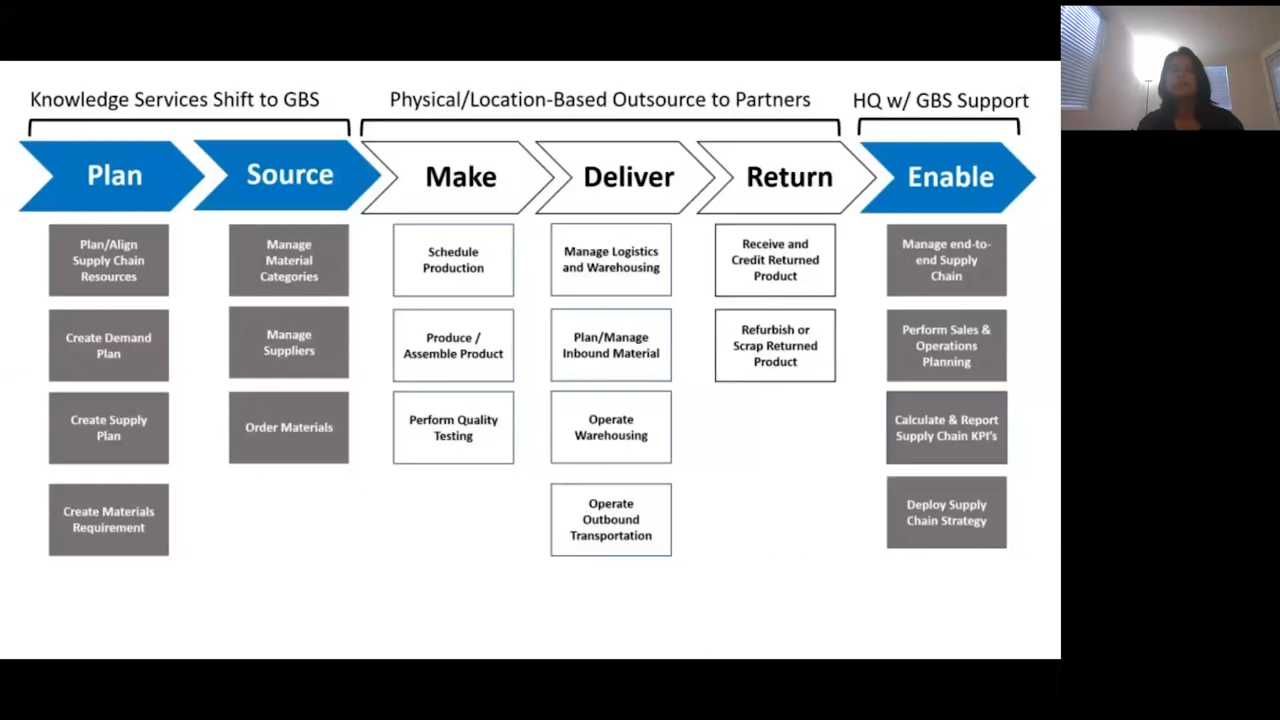 Knowledge Services Shift to GBS
Physical/Location-Based Outsource to Partners
HQ w/ GBS Support
Plan
Source
Make
Deliver
Return
Enable
Plan/Align
Supply Chain
Resources
Create Demand
Plan
Create Supply
Plan
Create Materials
Requirement
Manage
Material
Categories
Manage
Suppliers
Order Materials
Schedule
Production
Produce /
Assemble Product
Perform Quality
Testing
Manage Logistics
and Warehousing
Plan/Manage
Inbound Material
Operate
Warehousing
Operate
Outbound
Transportation
Receive and
Credit Returned
Product
Refurbish or
Scrap Returned
Product
Manage end-to-
end Supply
Chain
Perform Sales &
Operations
Planning
Calculate & Report
Supply Chain KPI's
Deploy Supply
Chain Strategy